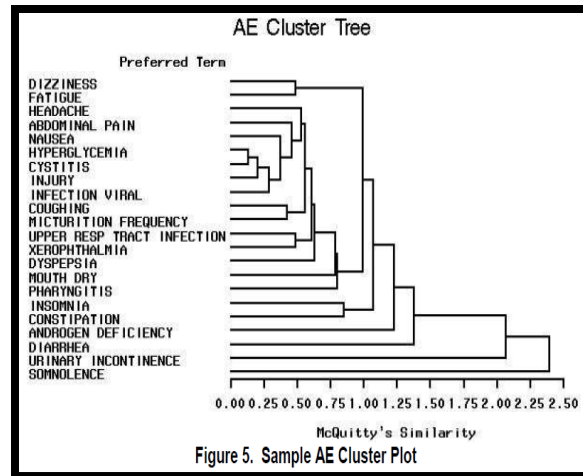 AE Cluster Tree
Preferred Term
DIZZINESS
FATIGUE
HEADACHE
ABDOMINAL PAIN
NAUSEA
HYPERGLYCEMIA
CYSTITIS
INJURY
INFECTION VIRAL
COUGHING
MICTURITION FREQUENCY
UPPER RESP TRACT INFECTION
XEROPHTHALMIA
DYSPEPSIA
MOUTH DRY
PHARYNGITIS
INSOMNIA
CONSTIPATION
ANDROGEN DEFICIENCY
DIARRHEA
URINARY INCONTINENCE
SOMNOLENCE
0.00 0.25 0.50 0.75 1.00 1.25 1.50 1.75 2.00 2.25 2.50
McQuitty's Similarity
Figure 5. Sample AE Cluster Plot